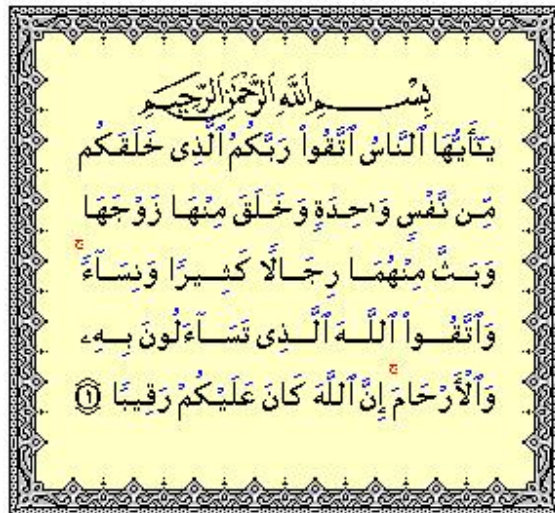 بِسْمِ ٱللَّهِ ٱلرَّحْمَٰنِ ٱلرَّحِيمِ
يَٰٓأَيُّهَا ٱلنَّاسُ ٱتَّقُوا۟ رَبَّكُمُ ٱلَّذِى خَلَقَكُم
مِّن نَّفْسٍ وَٰحِدَةٍ وَخَلَقَ مِنْهَا زَوْجَهَا
وَبَثَّ مِنْهُمَا رِجَالًا كَثِيرًا وَنِسَآءً ۚ
وَٱتَّقُوا۟ ٱللَّهَ ٱلَّذِى تَسَآءَلُونَ بِهِۦ
وَٱلْأَرْحَامَ ۚ إِنَّ ٱللَّهَ كَانَ عَلَيْكُمْ رَقِيبًا ۝١